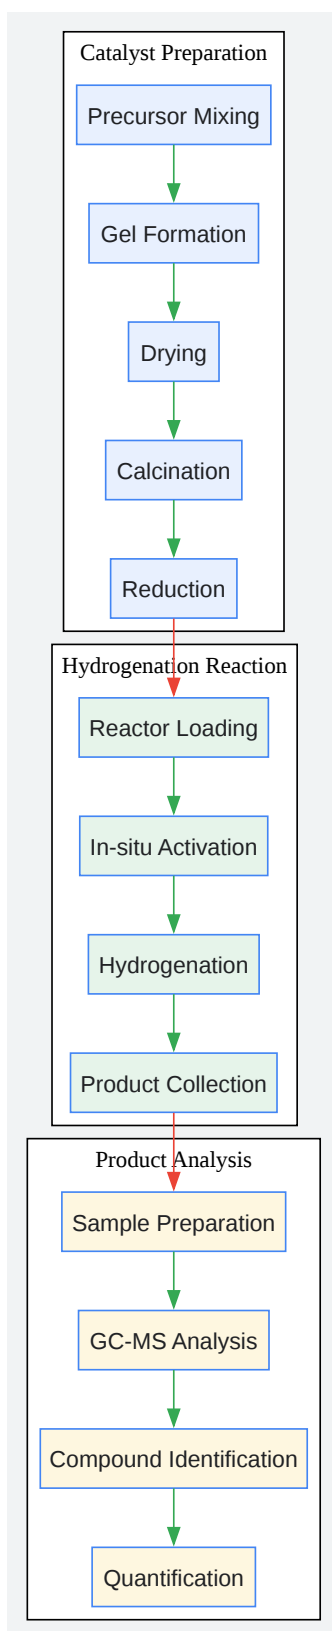 Catalyst Preparation
Precursor Mixing
Gel Formation
Drying
Calcination
Reduction
Hydrogenation Reaction
Reactor Loading
In-situ Activation
Hydrogenation
Product Collection
Product Analysis
Sample Preparation
GC-MS Analysis
Compound Identification
Quantification